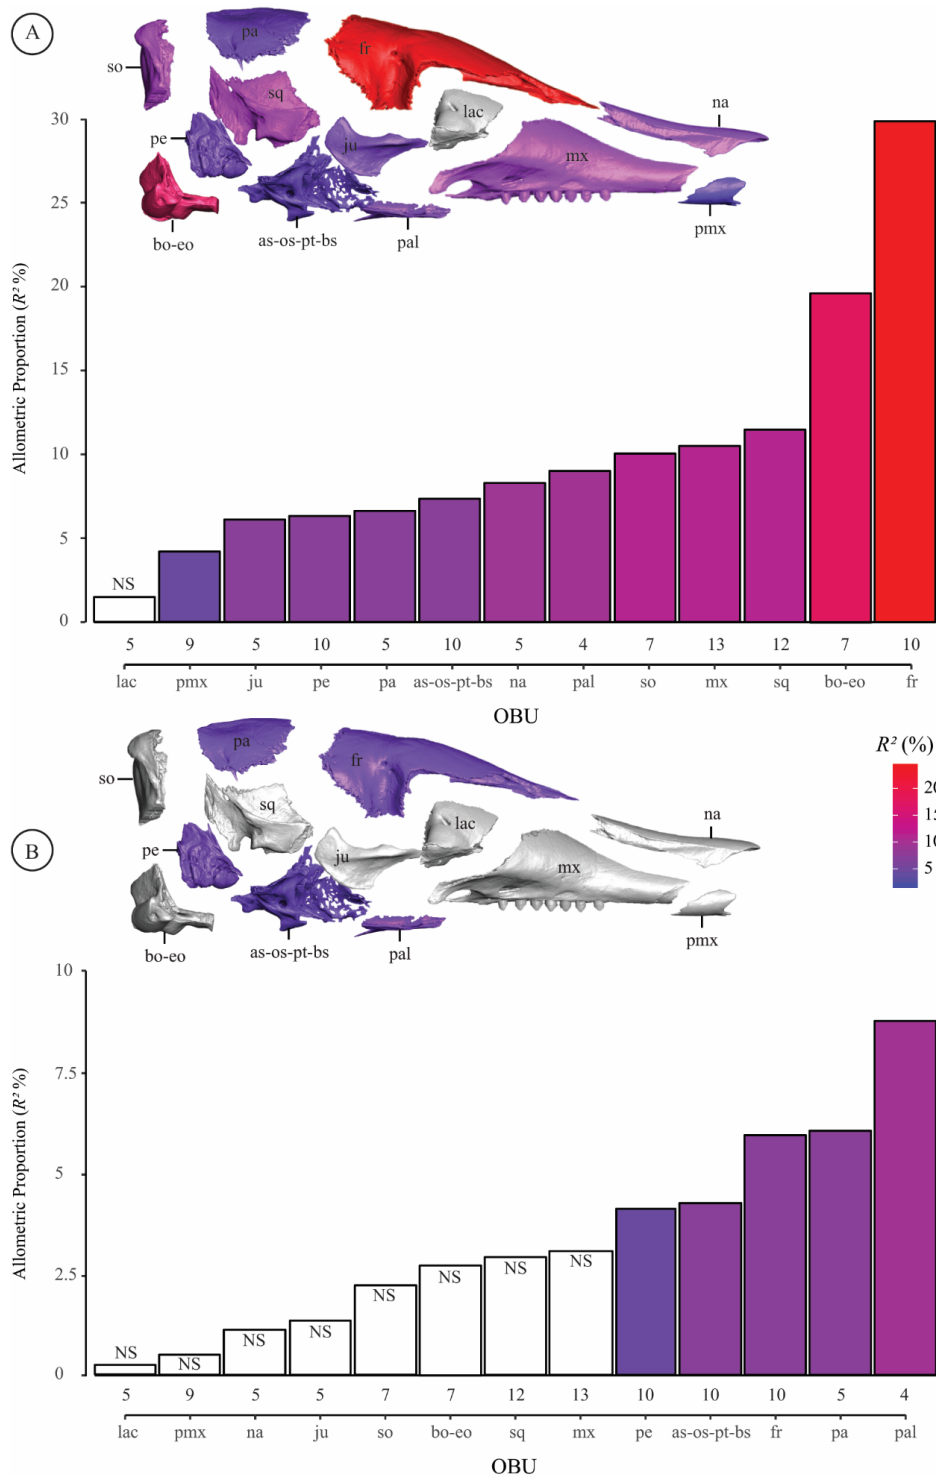 A
pa
fr
so
sq
lac
na
pe
ju
mx
bo-eo
as-os-pt-bs
pal
pmx
Allometric Proportion (R² %)
30
25
20
15
10
5
0
NS
5 9 5 10 5 10 5 4 7 13 12 7 10
lac pmx ju pe pa as-os-pt-bs na pal so mx sq bo-eo fr
OBU
B
pa
fr
so
sq
lac
na
pe
ju
mx
bo-eo
as-os-pt-bs
pal
pmx
R² (%)
20
15
10
5
Allometric Proportion (R² %)
10
7.5
5
2.5
0
NS NS NS NS NS NS NS NS
5 9 5 5 7 7 12 13 10 10 10 5 4
lac pmx na ju so bo-eo sq mx pe as-os-pt-bs fr pa pal
OBU